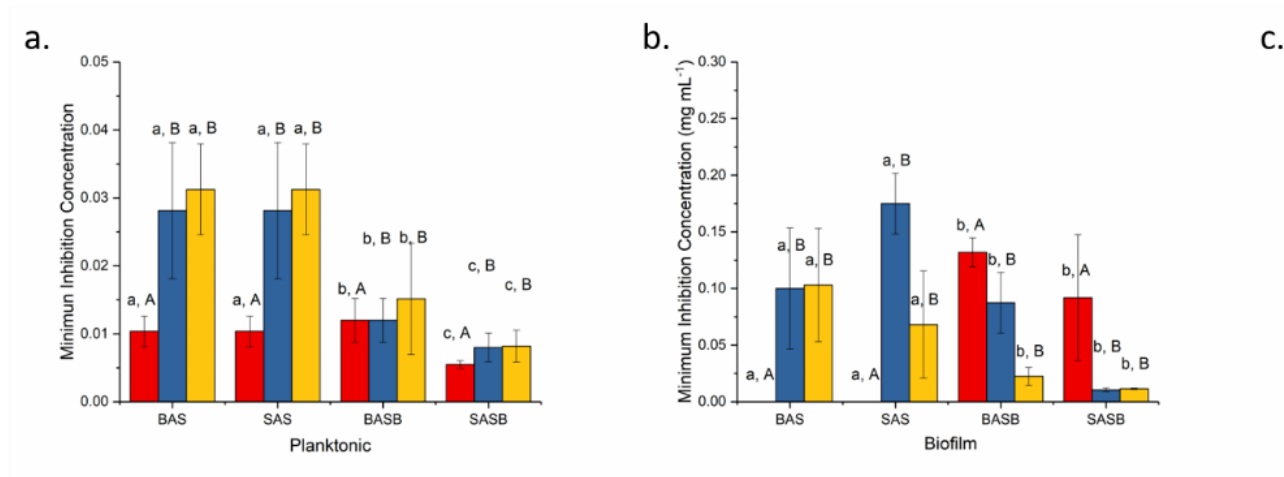 a.
b.
c.
0.05
0.04
0.03
0.02
0.01
0.00
Minimun Inhibition Concentration
a, A
a, B
a, B
a, A
a, B
a, B
b, A
b, B
b, B
c, A
c, B
c, B
BAS
SAS
BASB
SASB
Planktonic
0.30
0.25
0.20
0.15
0.10
0.05
0.00
Minimum Inhibition Concentration (mg mL⁻¹)
a, A
a, B
a, B
a, A
a, B
a, B
b, A
b, B
b, B
b, A
b, B
b, B
BAS
SAS
BASB
SASB
Biofilm